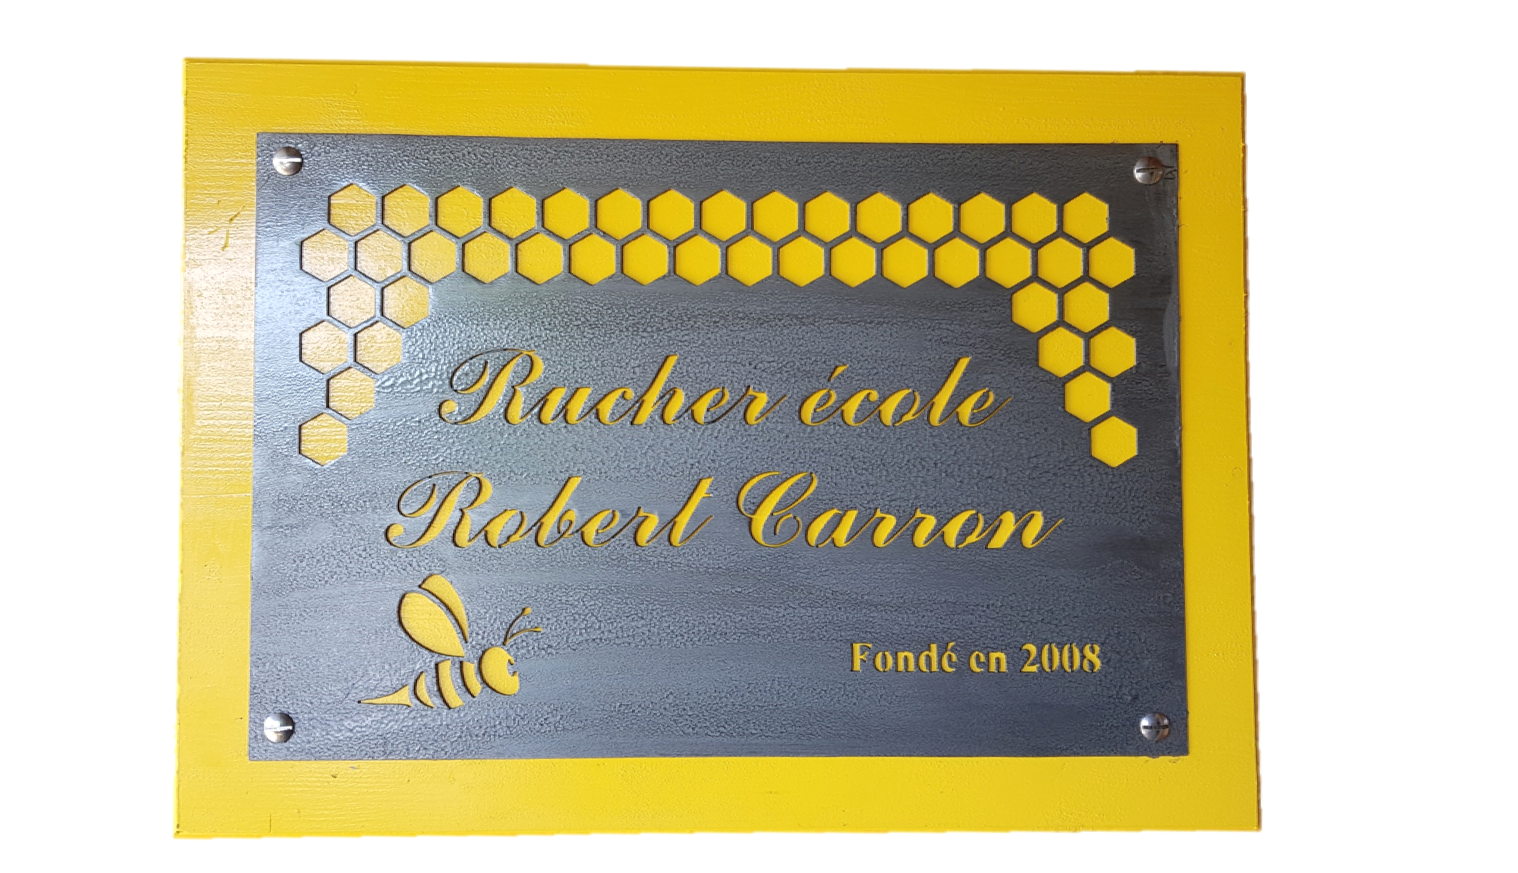 Rucher école
Robert Carron
Fondé en 2008